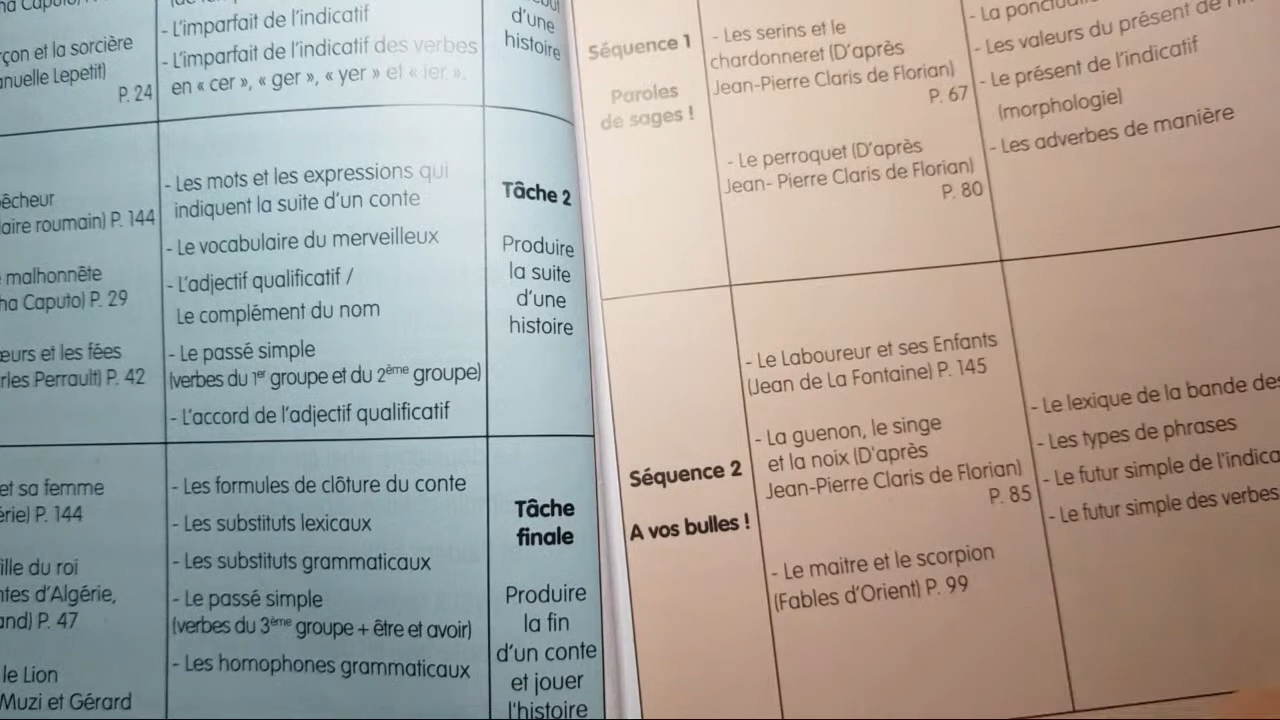 - L'imparfait de l'indicatif
- L'imparfait de l'indicatif des verbes
en « cer », « ger », « yer » et « ier ».
et la sorcière
Lepetit)
P. 24
d'une
histoire
roumain) P. 144
malhonnête
Caputo) P. 29
et les fées
Perrault) P. 42
- Les mots et les expressions qui
indiquent la suite d'un conte
- Le vocabulaire du merveilleux
- L'adjectif qualificatif /
Le complément du nom
- Le passé simple
(verbes du 1er groupe et du 2ème groupe)
- L'accord de l'adjectif qualificatif
Tâche 2
Produire
la suite
d'une
histoire
et sa femme
P. 144
du roi
d'Algérie,
P. 47
le Lion
Muzi et Gérard
- Les formules de clôture du conte
- Les substituts lexicaux
- Les substituts grammaticaux
- Le passé simple
(verbes du 3ème groupe + être et avoir)
- Les homophones grammaticaux
Tâche
finale
Produire
la fin
d'un conte
et jouer
l'histoire
Séquence 1
Paroles
de sages !
- Les serins et le
chardonneret (D'après
Jean-Pierre Claris de Florian)
P. 67
- Le perroquet (D'après
Jean- Pierre Claris de Florian)
P. 80
- La
- Les valeurs du présent de
- Le présent de l'indicatif
(morphologie)
- Les adverbes de manière
Séquence 2
A vos bulles !
- Le Laboureur et ses Enfants
(Jean de La Fontaine) P. 145
- La guenon, le singe
et la noix (D'après
Jean-Pierre Claris de Florian)
P. 85
- Le maitre et le scorpion
(Fables d'Orient) P. 99
- Le lexique de la bande
- Les types de phrases
- Le futur simple de
- Le futur simple des verbes